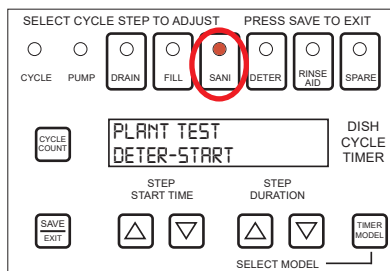 SELECT CYCLE STEP TO ADJUST PRESS SAVE TO EXIT
CYCLE PUMP DRAIN FILL SANI DETER RINSE AID SPARE
CYCLE COUNT
PLANT TEST
DETER-START
DISH
CYCLE
TIMER
STEP
START TIME
STEP
DURATION
SAVE
EXIT
TIMER
MODEL
SELECT MODEL